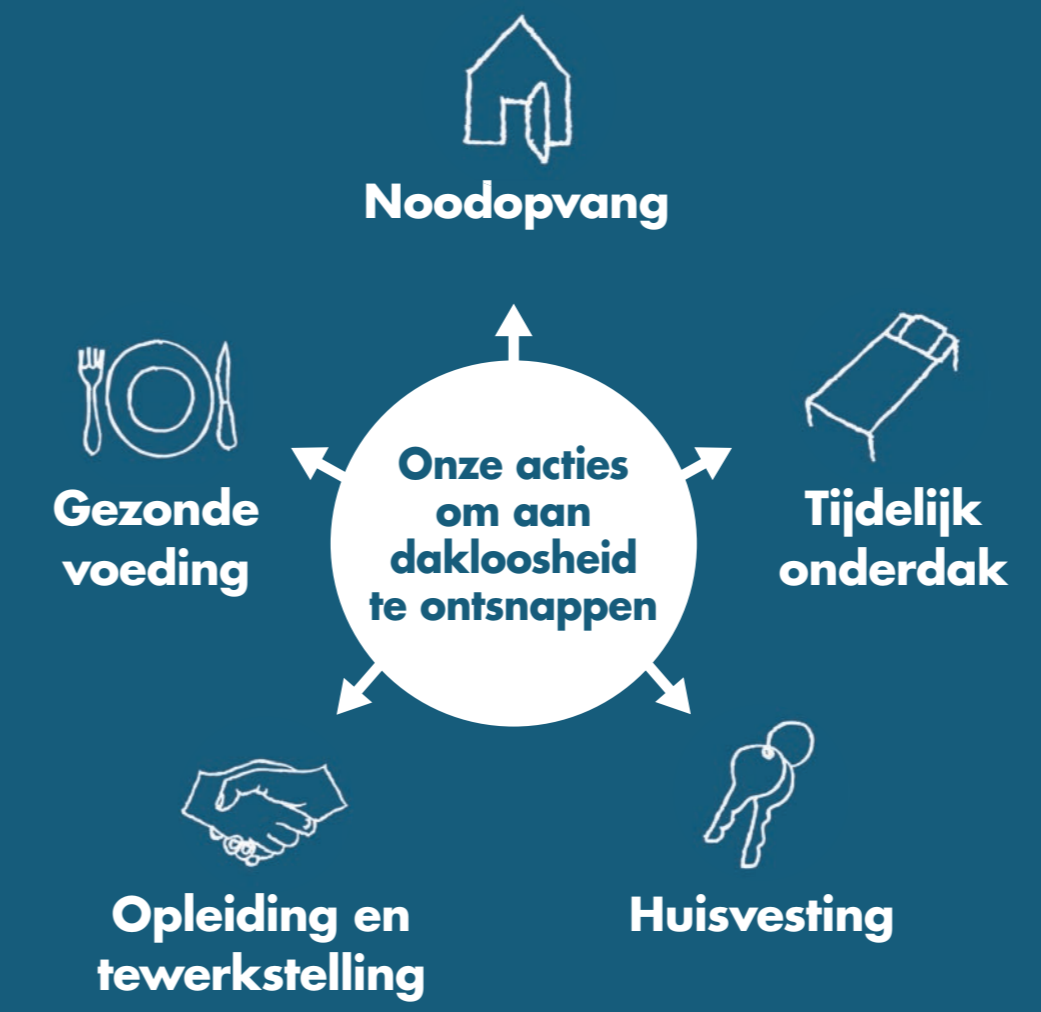 Noodopvang
Gezonde
voeding
Onze acties
om aan
dakloosheid
te ontsnappen
Tijdelijk
onderdak
Opleiding en
tewerkstelling
Huisvesting